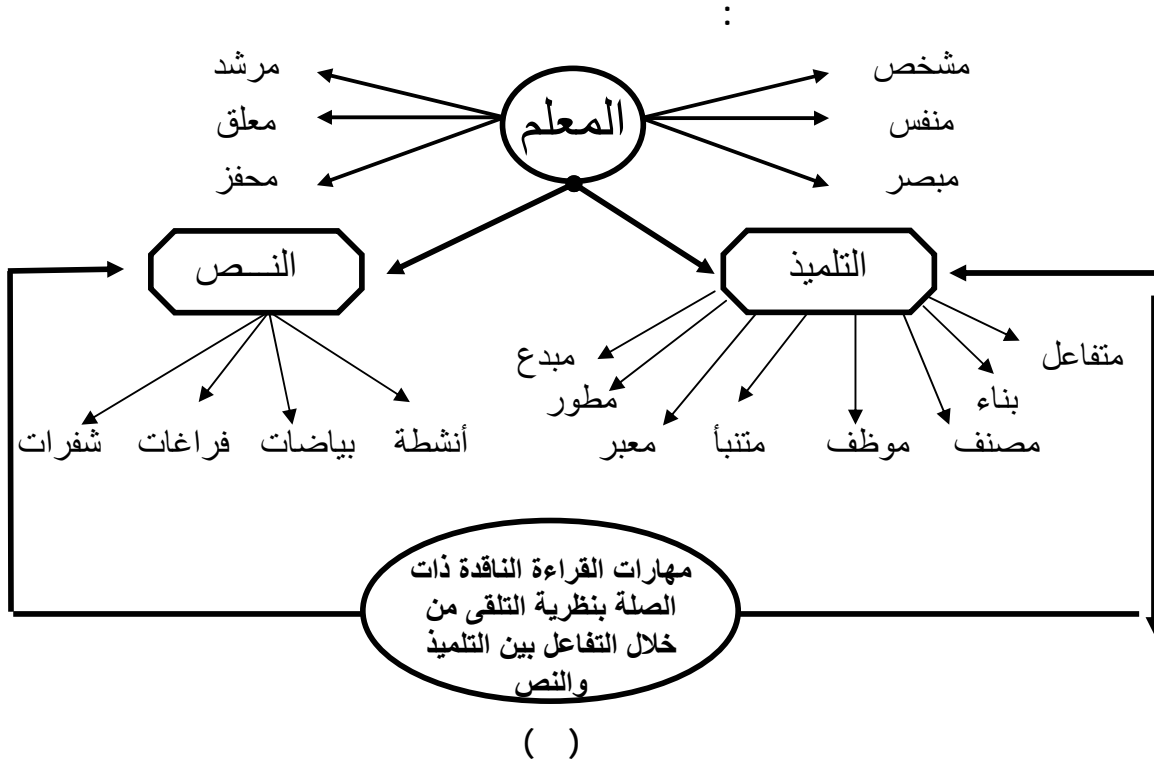 :
مشخص
منفس
مبصر
المعلم
مرشد
معلق
محفز
التلميذ
النـــص
متفاعل
بناء
مصنف
موظف
متنبأ
معبر
مطور
مبدع
أنشطة
بياضات
فراغات
شفرات
مهارات القراءة الناقدة ذات
الصلة بنظرية التلقى من
خلال التفاعل بين التلميذ
والنص
( )